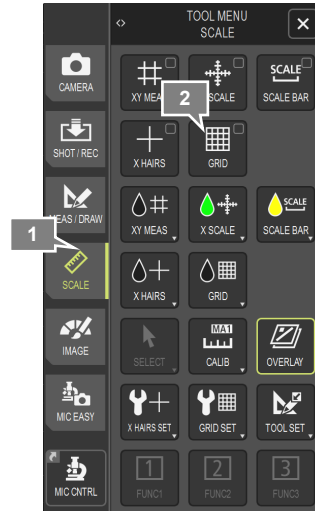 <>
TOOL MENU
SCALE
×
CAMERA
SHOT / REC
MEAS / DRAW
1
SCALE
IMAGE
MIC EASY
MIC CNTRL
XY MEAS
2
SCALE
SCALE
SCALE BAR
X HAIRS
GRID
XY MEAS
X SCALE
SCALE
SCALE BAR
X HAIRS
GRID
SELECT
MA1
CALIB
OVERLAY
X HAIRS SET
GRID SET
TOOL SET
1
FUNC1
2
FUNC2
3
FUNC3